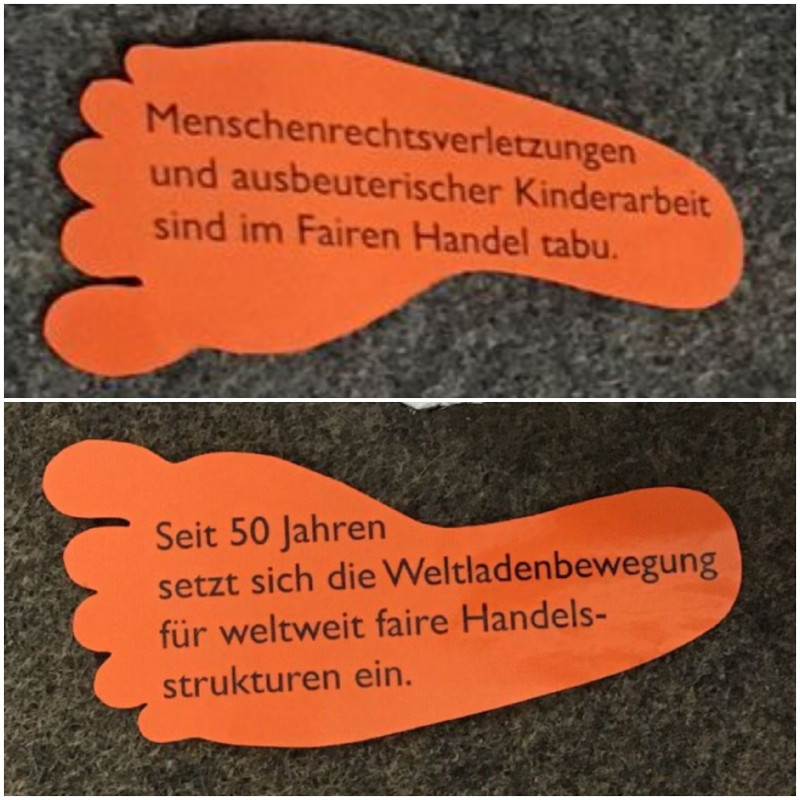 Menschenrechtsverletzungen
und ausbeuterischer Kinderarbeit
sind im Fairen Handel tabu.
Seit 50 Jahren
setzt sich die Weltladenbewegung
für weltweit faire Handels-
strukturen ein.